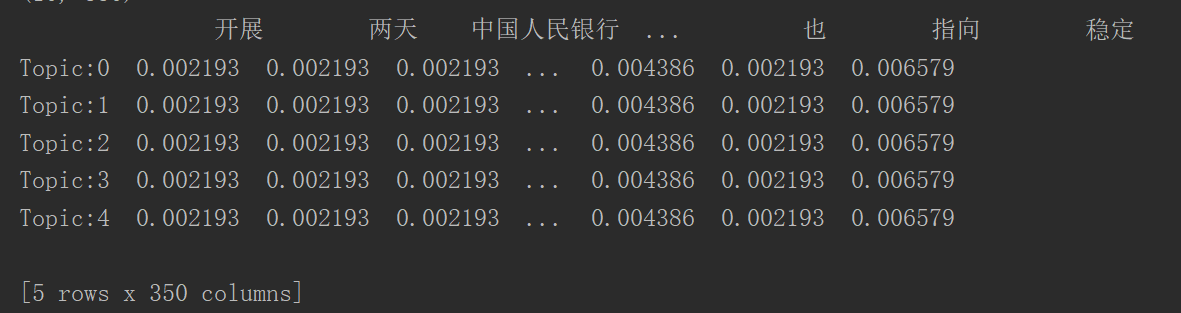 开展 两天 中国人民银行 ... 也 指向 稳定
Topic:0 0.002193 0.002193 0.002193 ... 0.004386 0.002193 0.006579
Topic:1 0.002193 0.002193 0.002193 ... 0.004386 0.002193 0.006579
Topic:2 0.002193 0.002193 0.002193 ... 0.004386 0.002193 0.006579
Topic:3 0.002193 0.002193 0.002193 ... 0.004386 0.002193 0.006579
Topic:4 0.002193 0.002193 0.002193 ... 0.004386 0.002193 0.006579
[5 rows x 350 columns]